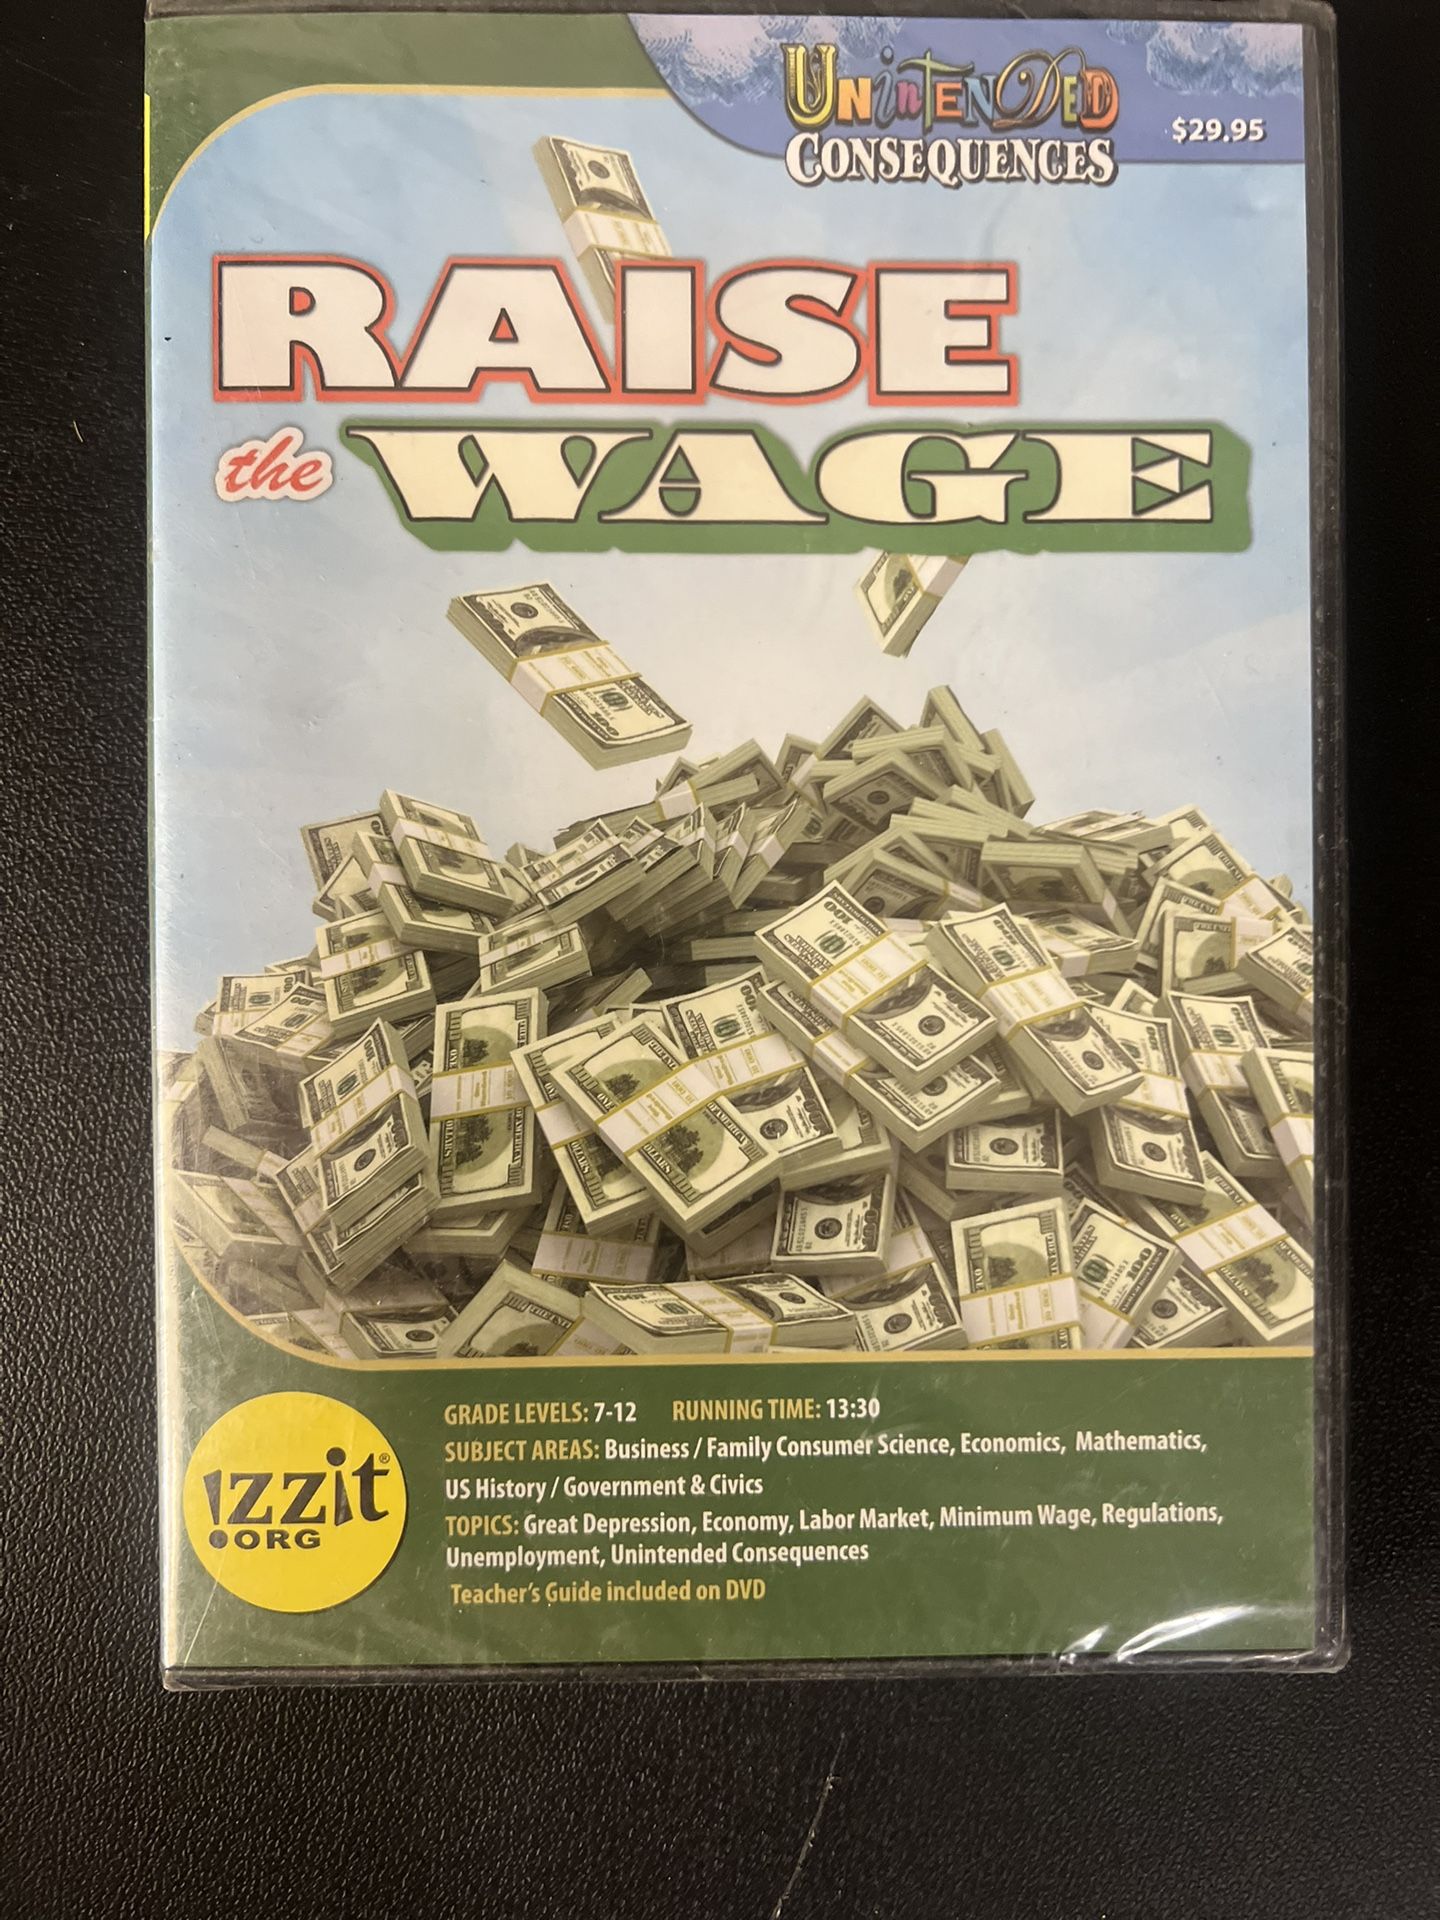 UNINTENDED
CONSEQUENCES
$29.95
RAISE
the WAGE
GRADE LEVELS: 7-12 RUNNING TIME: 13:30
SUBJECT AREAS: Business / Family Consumer Science, Economics, Mathematics,
US History / Government & Civics
TOPICS: Great Depression, Economy, Labor Market, Minimum Wage, Regulations,
Unemployment, Unintended Consequences
Teacher's Guide included on DVD
izzit®
.ORG